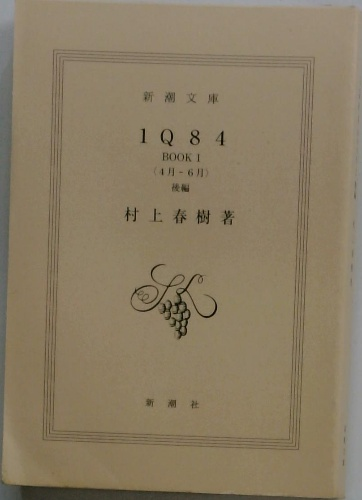 新潮文庫
1Q84
BOOK 1
(4月-6月)
後編
村上春樹著
新潮社